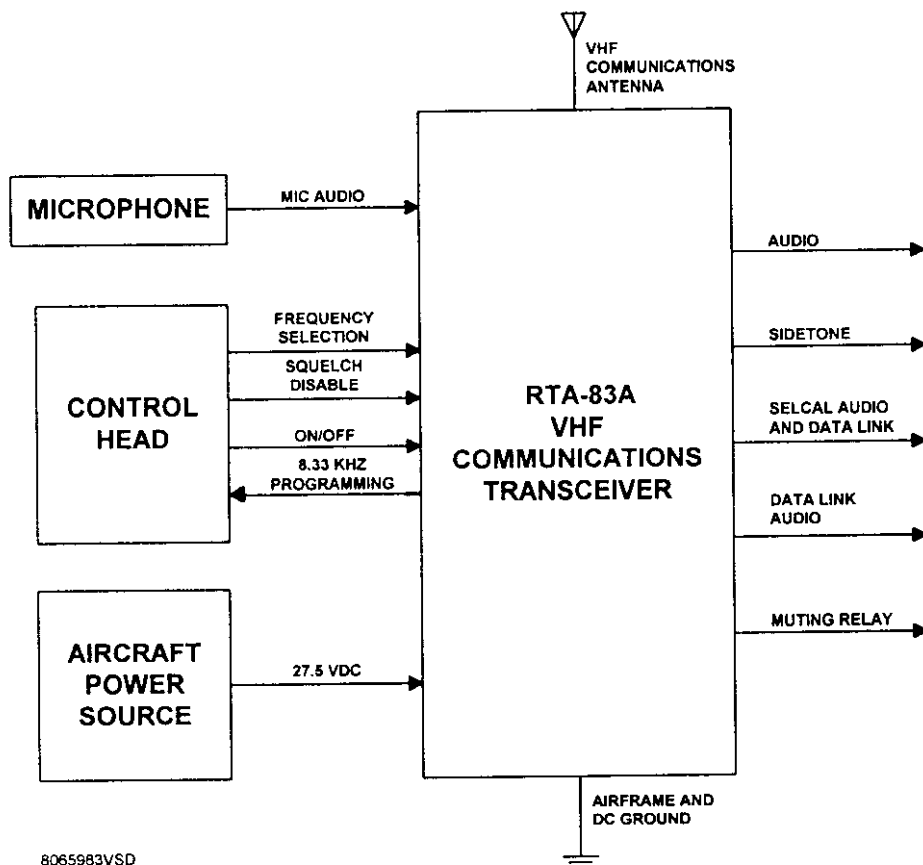 VHF
COMMUNICATIONS
ANTENNA
MICROPHONE
MIC AUDIO
AUDIO
FREQUENCY
SELECTION
SIDETONE
SQUELCH
DISABLE
CONTROL
HEAD
RTA-83A
VHF
COMMUNICATIONS
TRANSCEIVER
SELCAL AUDIO
AND DATA LINK
ON/OFF
8.33 KHZ
PROGRAMMING
DATA LINK
AUDIO
MUTING RELAY
AIRCRAFT
POWER
SOURCE
27.5 VDC
AIRFRAME AND
DC GROUND
8065983VSD